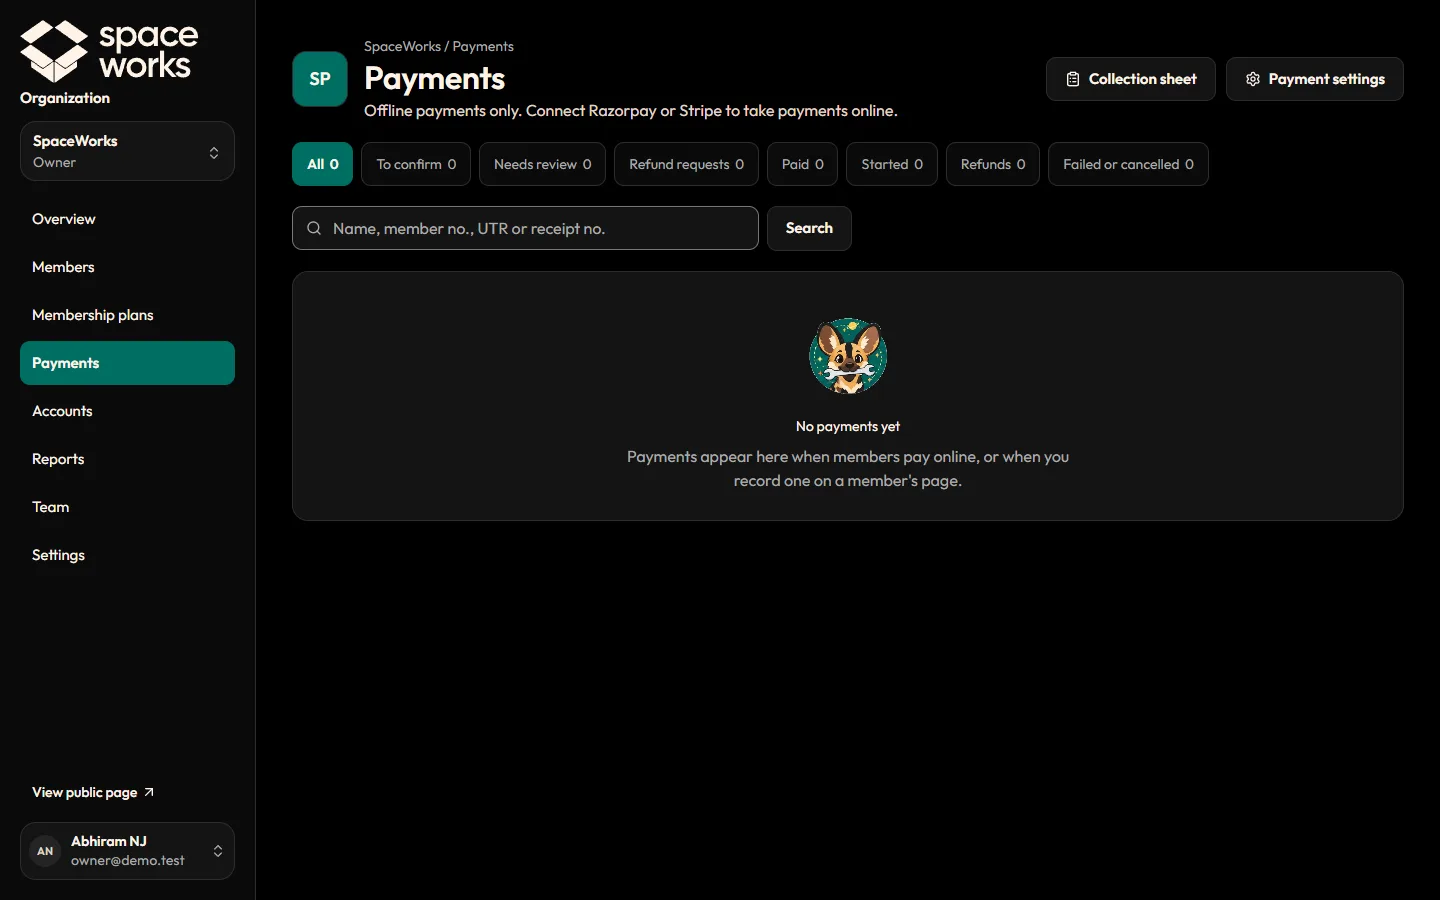 space
works
Organization
SpaceWorks
Owner
Overview
Members
Membership plans
Payments
Accounts
Reports
Team
Settings
View public page
AN
Abhiram NJ
owner@demo.test
SP
SpaceWorks / Payments
Payments
Offline payments only. Connect Razorpay or Stripe to take payments online.
Collection sheet
Payment settings
All 0
To confirm 0
Needs review 0
Refund requests 0
Paid 0
Started 0
Refunds 0
Failed or cancelled 0
Name, member no., UTR or receipt no.
Search
No payments yet
Payments appear here when members pay online, or when you
record one on a member's page.